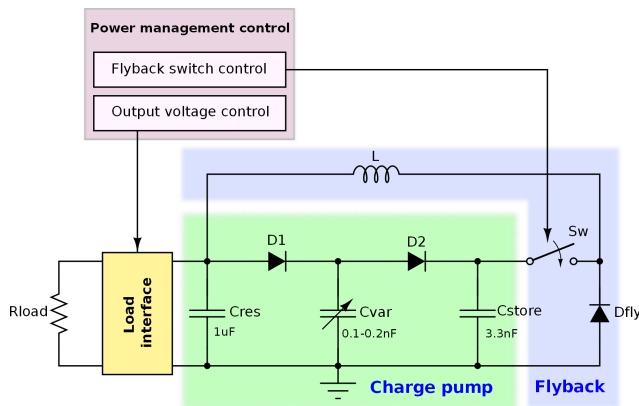 Power management control
Flyback switch control
Output voltage control
L
Sw
D1
D2
Rload
Load
interface
Cres
1uF
Cvar
0.1-0.2nF
Cstore
3.3nF
Dfly
Charge pump
Flyback